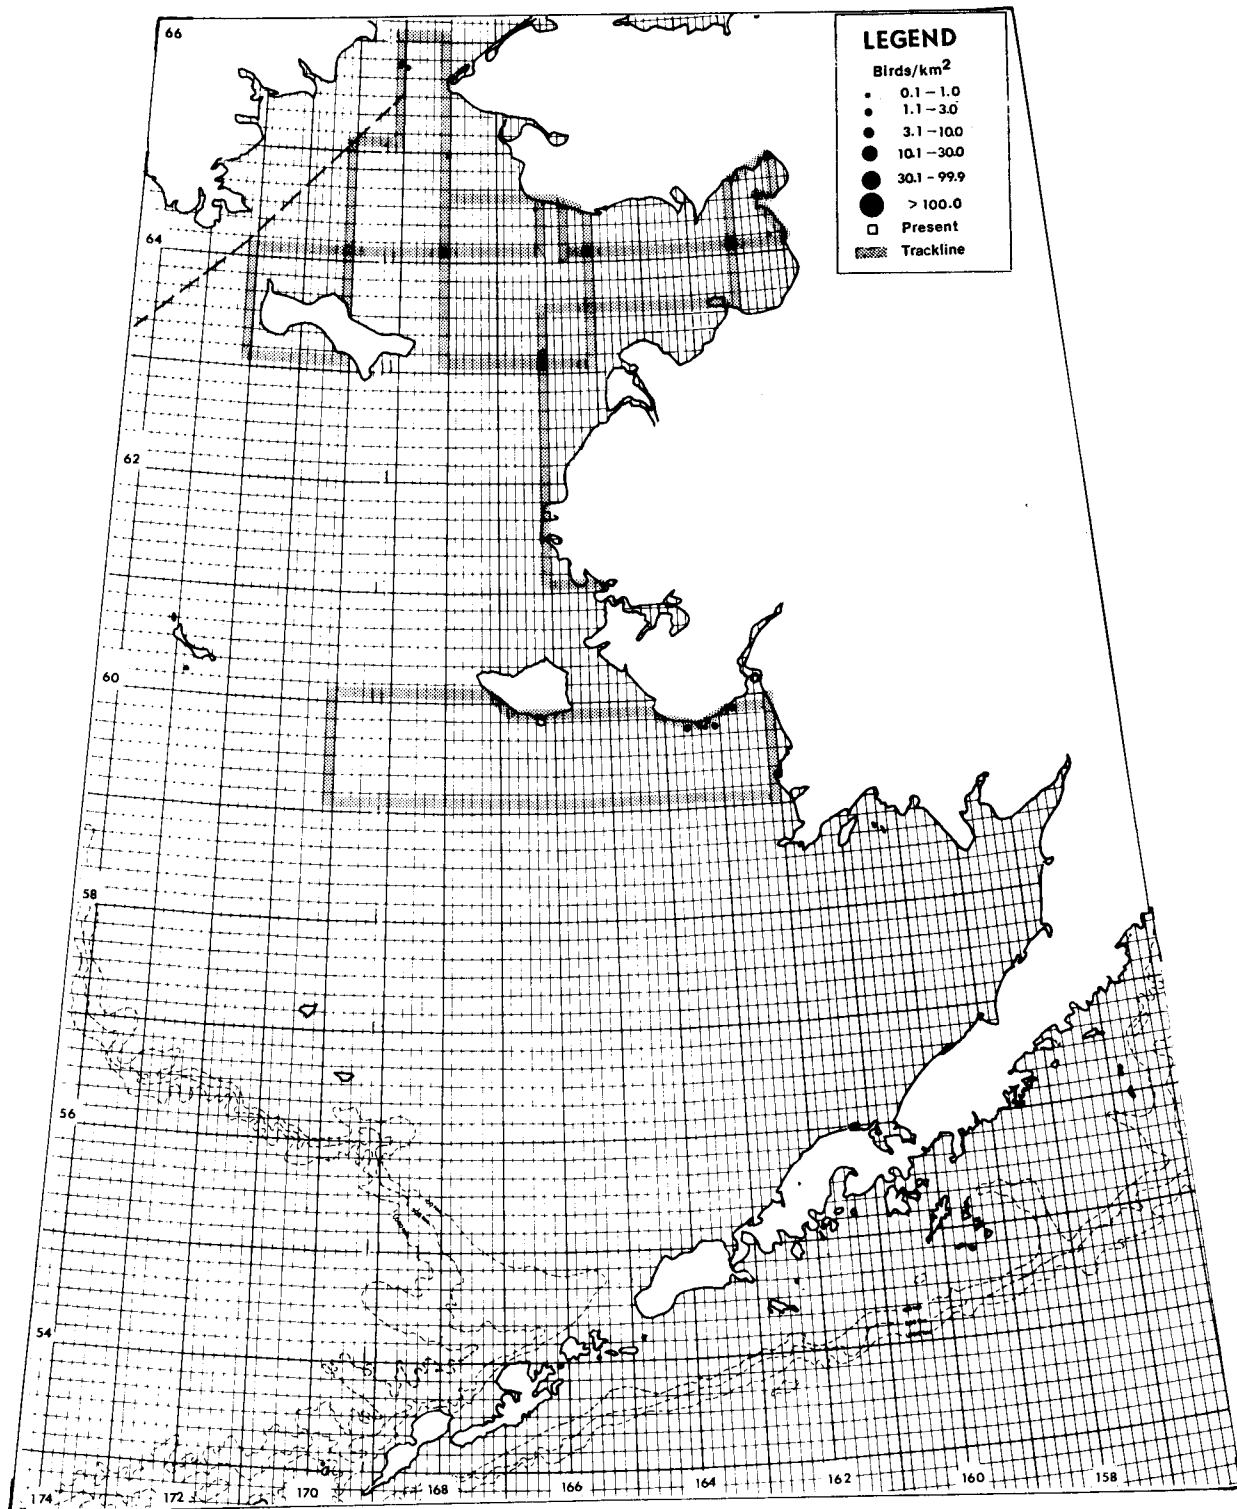 66
LEGEND
Birds/km²
0.1 – 1.0
1.1 – 3.0
3.1 – 10.0
10.1 – 30.0
30.1 – 99.9
> 100.0
Present
Trackline
64
62
60
58
56
54
174 172 170 168 166 164 162 160 158